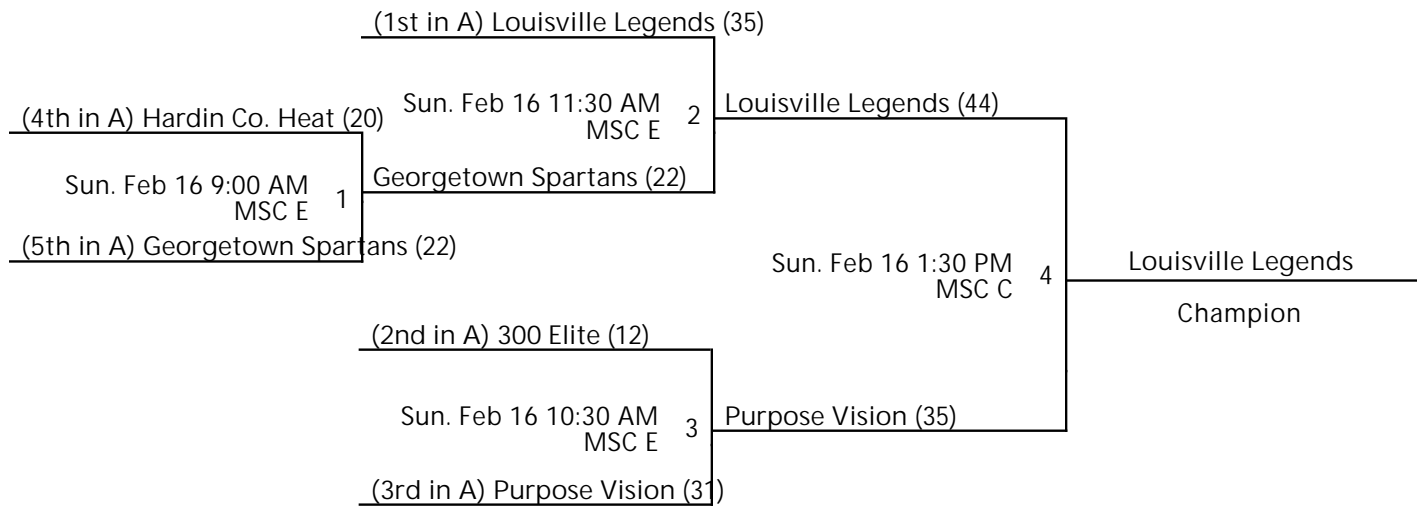 (1st in A) Louisville Legends (35)
Sun. Feb 16 11:30 AM
MSC E
2
Louisville Legends (44)
(4th in A) Hardin Co. Heat (20)
Sun. Feb 16 9:00 AM
MSC E
1
Georgetown Spartans (22)
(5th in A) Georgetown Spartans (22)
Sun. Feb 16 1:30 PM
MSC C
4
Louisville Legends
Champion
(2nd in A) 300 Elite (12)
Sun. Feb 16 10:30 AM
MSC E
3
Purpose Vision (35)
(3rd in A) Purpose Vision (31)